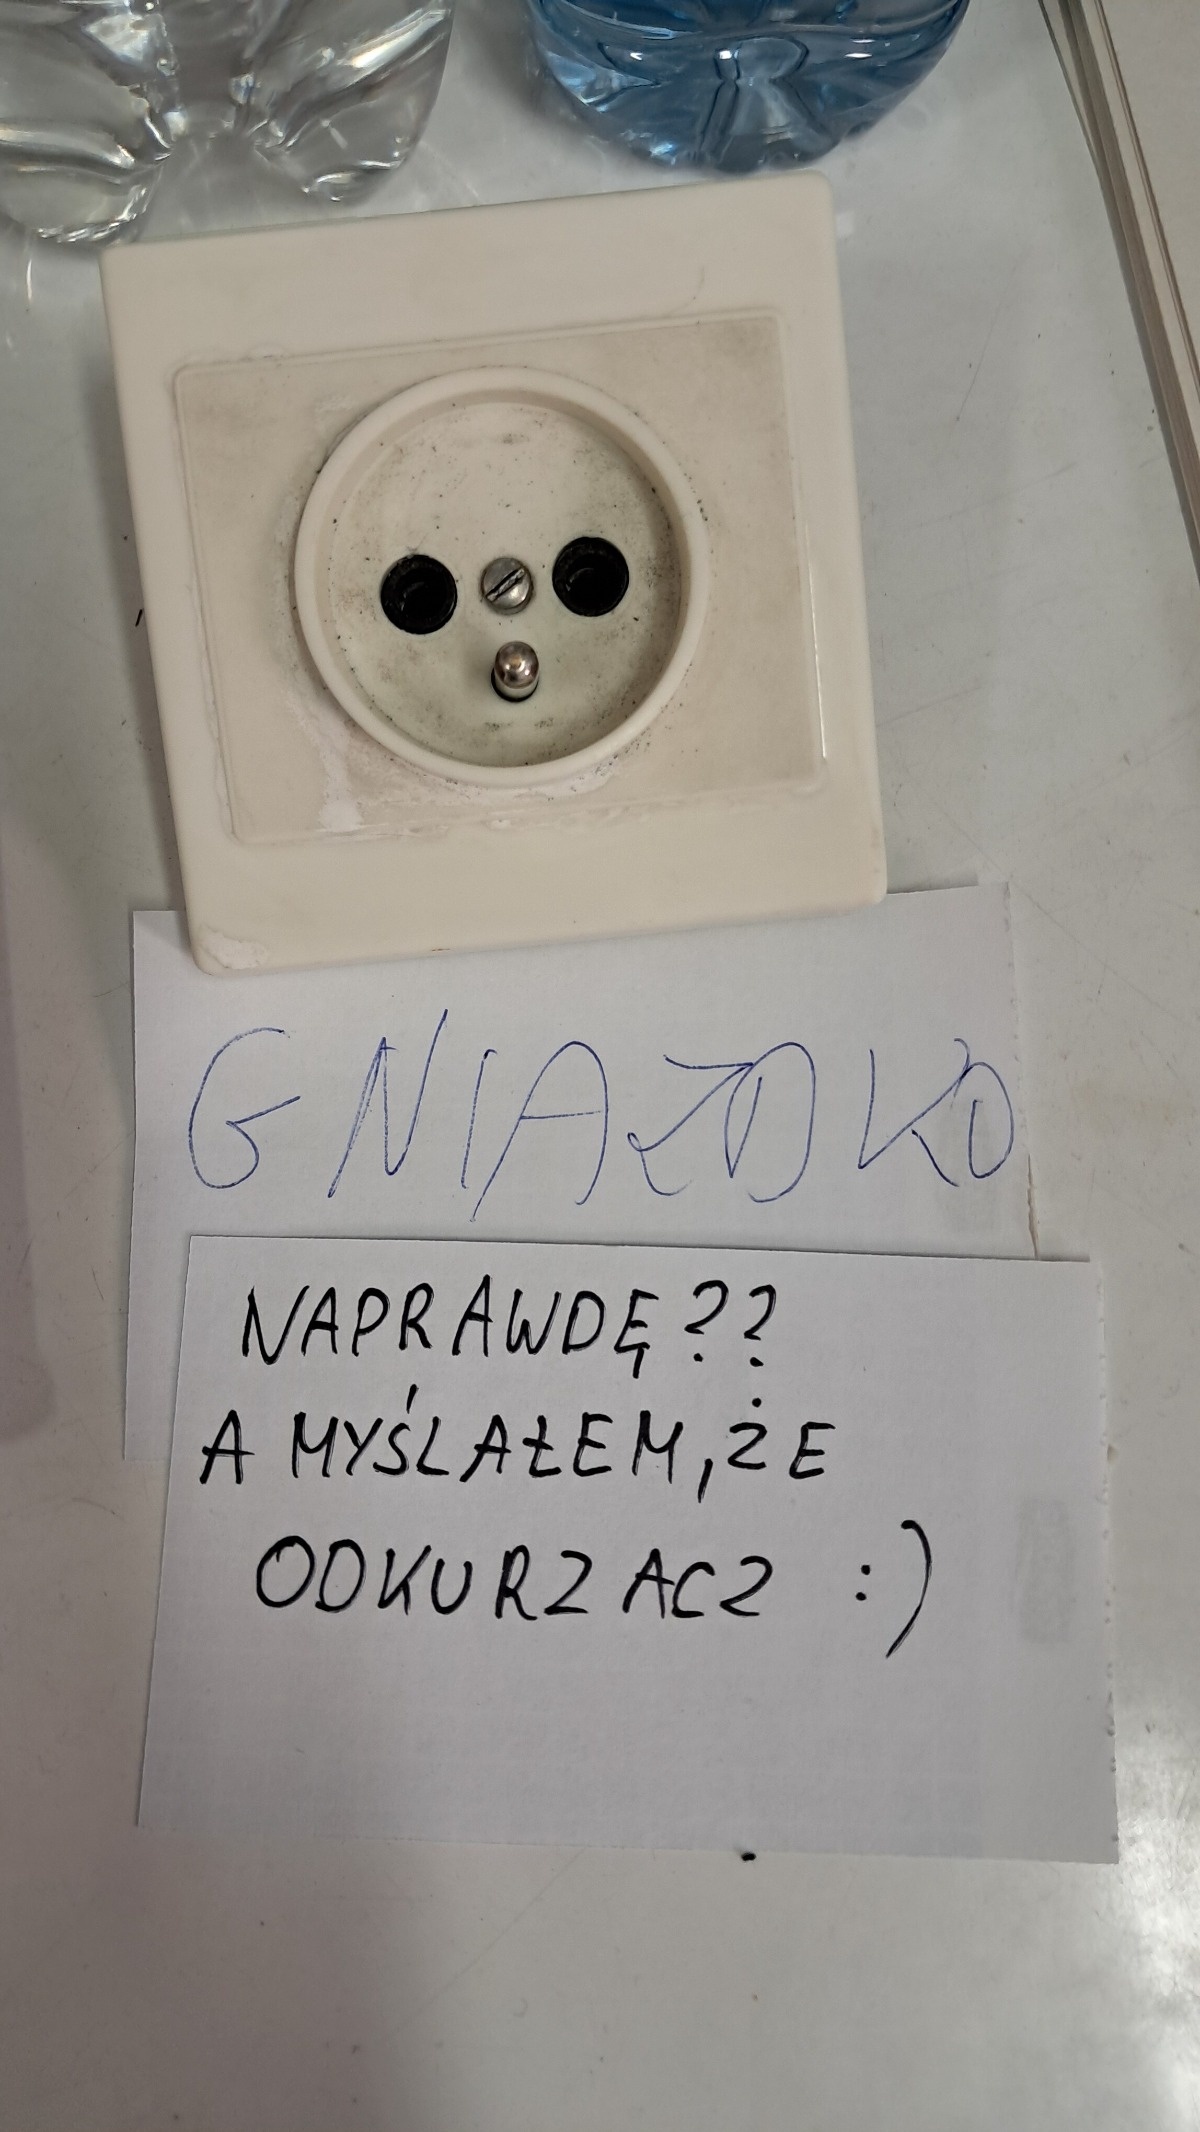 GNIAZDKO
NAPRAWDĘ??
A MYŚLAŁEM, ŻE
ODKURZACZ :)